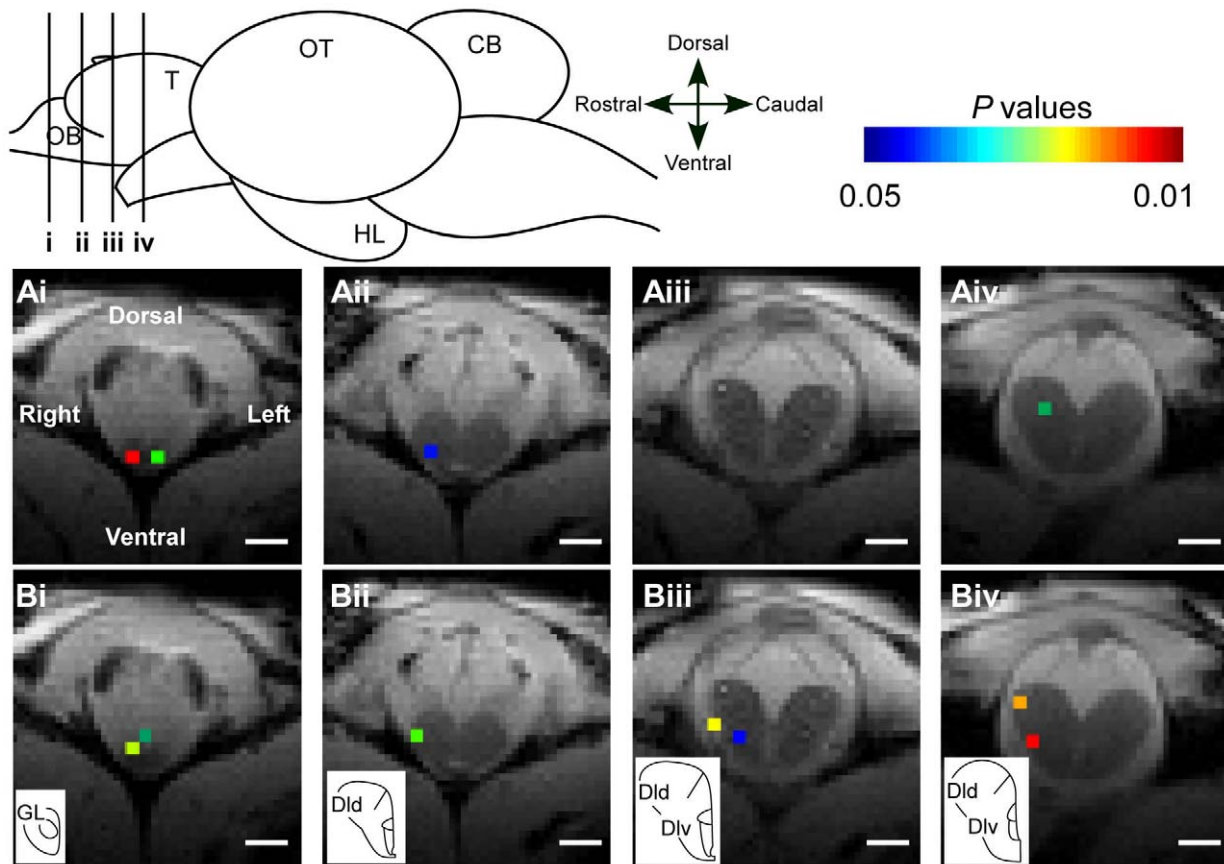 OT
CB
T
OB
HL
i ii iii iv
Dorsal
Rostral Caudal
Ventral
P values
0.05 0.01
Ai Aii Aiii Aiv
Dorsal
Right Left
Ventral
Bi Bii Biii Biv
GL
Dld
Dld
Dlv
Dld
Dlv